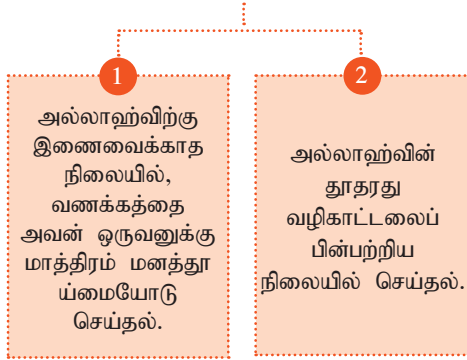 1
அல்லாஹ்விற்கு
இணைவைக்காத
நிலையில்,
வணக்கத்தை
அவன் ஒருவனுக்கு
மாத்திரம் மனத்தூ
ய்மையோடு
செய்தல்.
2
அல்லாஹ்வின்
தூதரது
வழிகாட்டலைப்
பின்பற்றிய
நிலையில் செய்தல்.